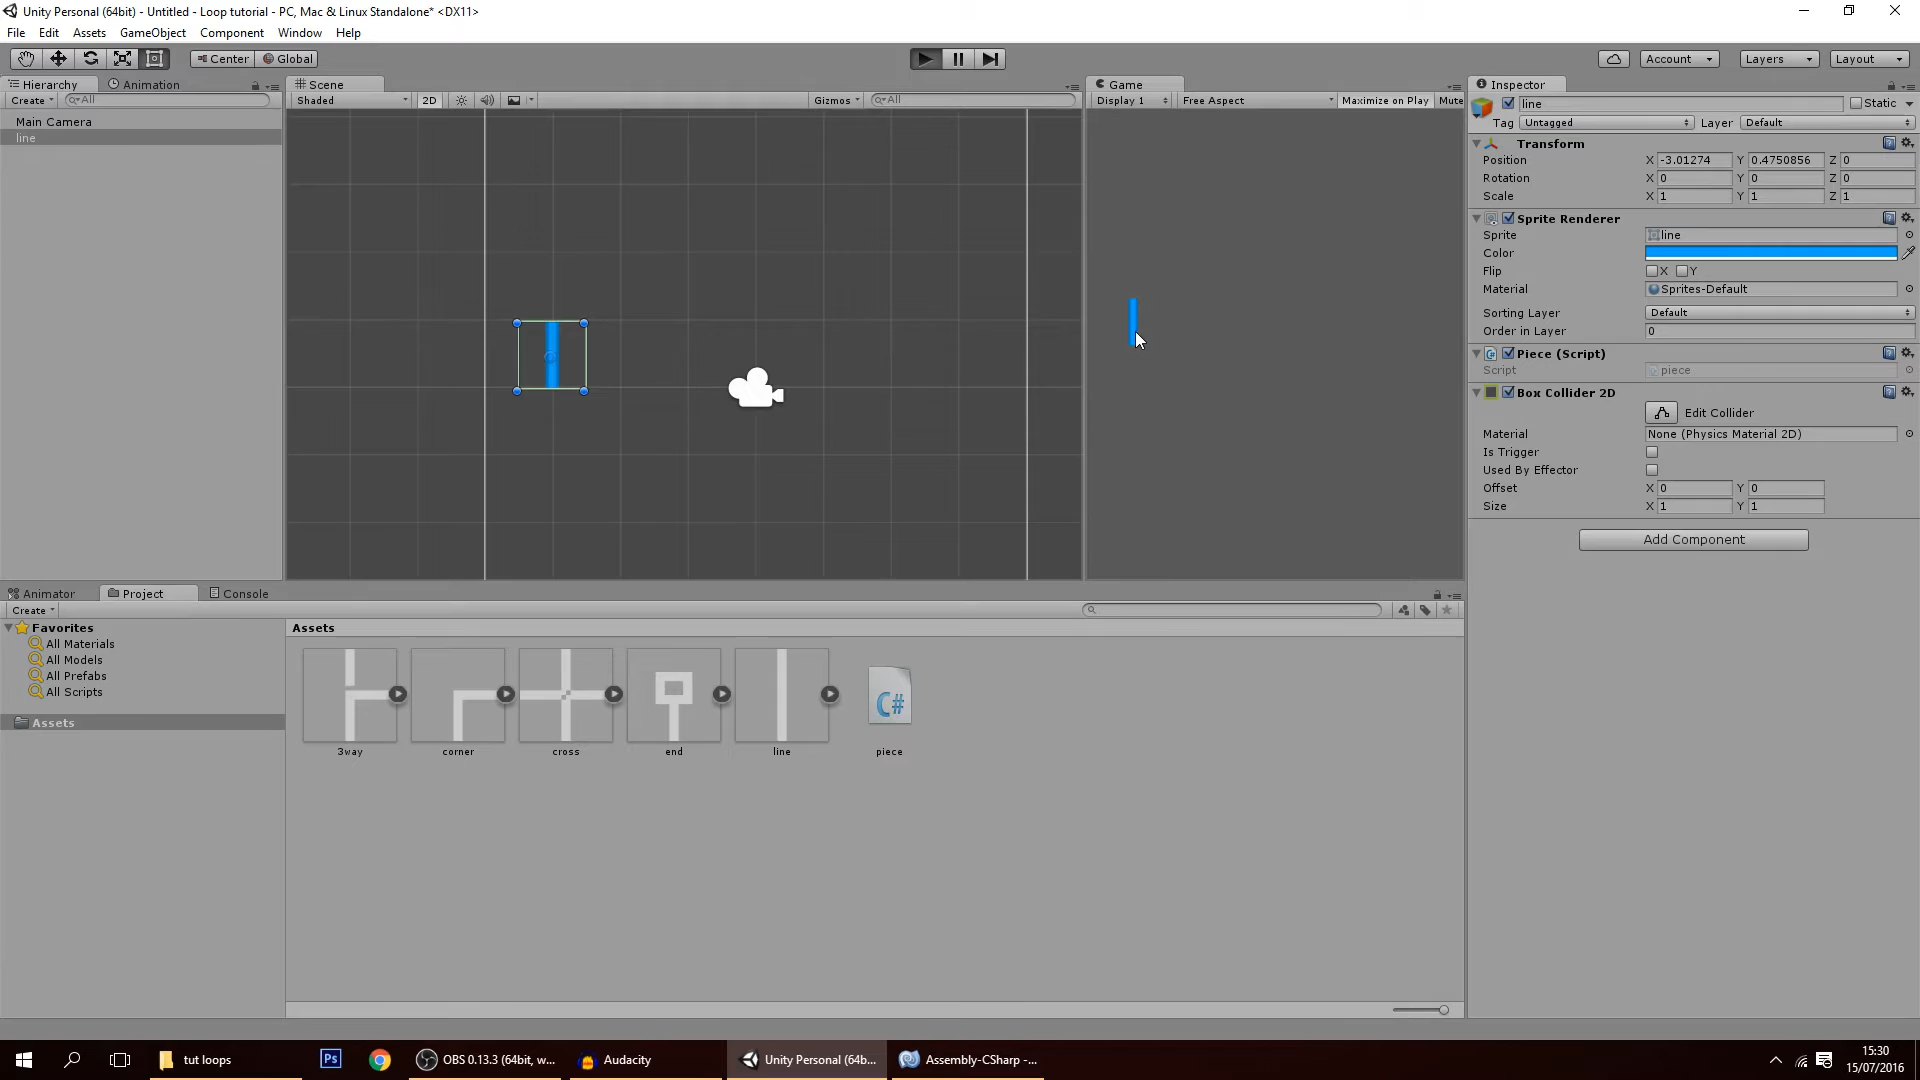 Unity Personal (64bit) - Untitled - Loop tutorial - PC, Mac & Linux Standalone* <DX11>
File Edit Assets GameObject Component Window Help
Center Global Account Layers Layout
Hierarchy Animation
Create All
Main Camera
line
Scene
Shaded 2D Gizmos All
Game
Display 1 Free Aspect Maximize on Play Mute
Inspector
line Static
Tag Untagged Layer Default
Transform
Position X -3.01274 Y 0.4750856 Z 0
Rotation X 0 Y 0 Z 0
Scale X 1 Y 1 Z 1
Sprite Renderer
Sprite line
Color
Flip X Y
Material Sprites-Default
Sorting Layer Default
Order in Layer 0
Piece (Script)
Script piece
Box Collider 2D
Edit Collider
Material None (Physics Material 2D)
Is Trigger
Used By Effector
Offset X 0 Y 0
Size X 1 Y 1
Add Component
Animator Project Console
Create
Favorites
All Materials
All Models
All Prefabs
All Scripts
Assets
Assets
C#
3way corner cross end line piece
tut loops Ps OBS 0.13.3 (64bit, w... Audacity Unity Personal (64b... Assembly-CSharp -...
15:30
15/07/2016